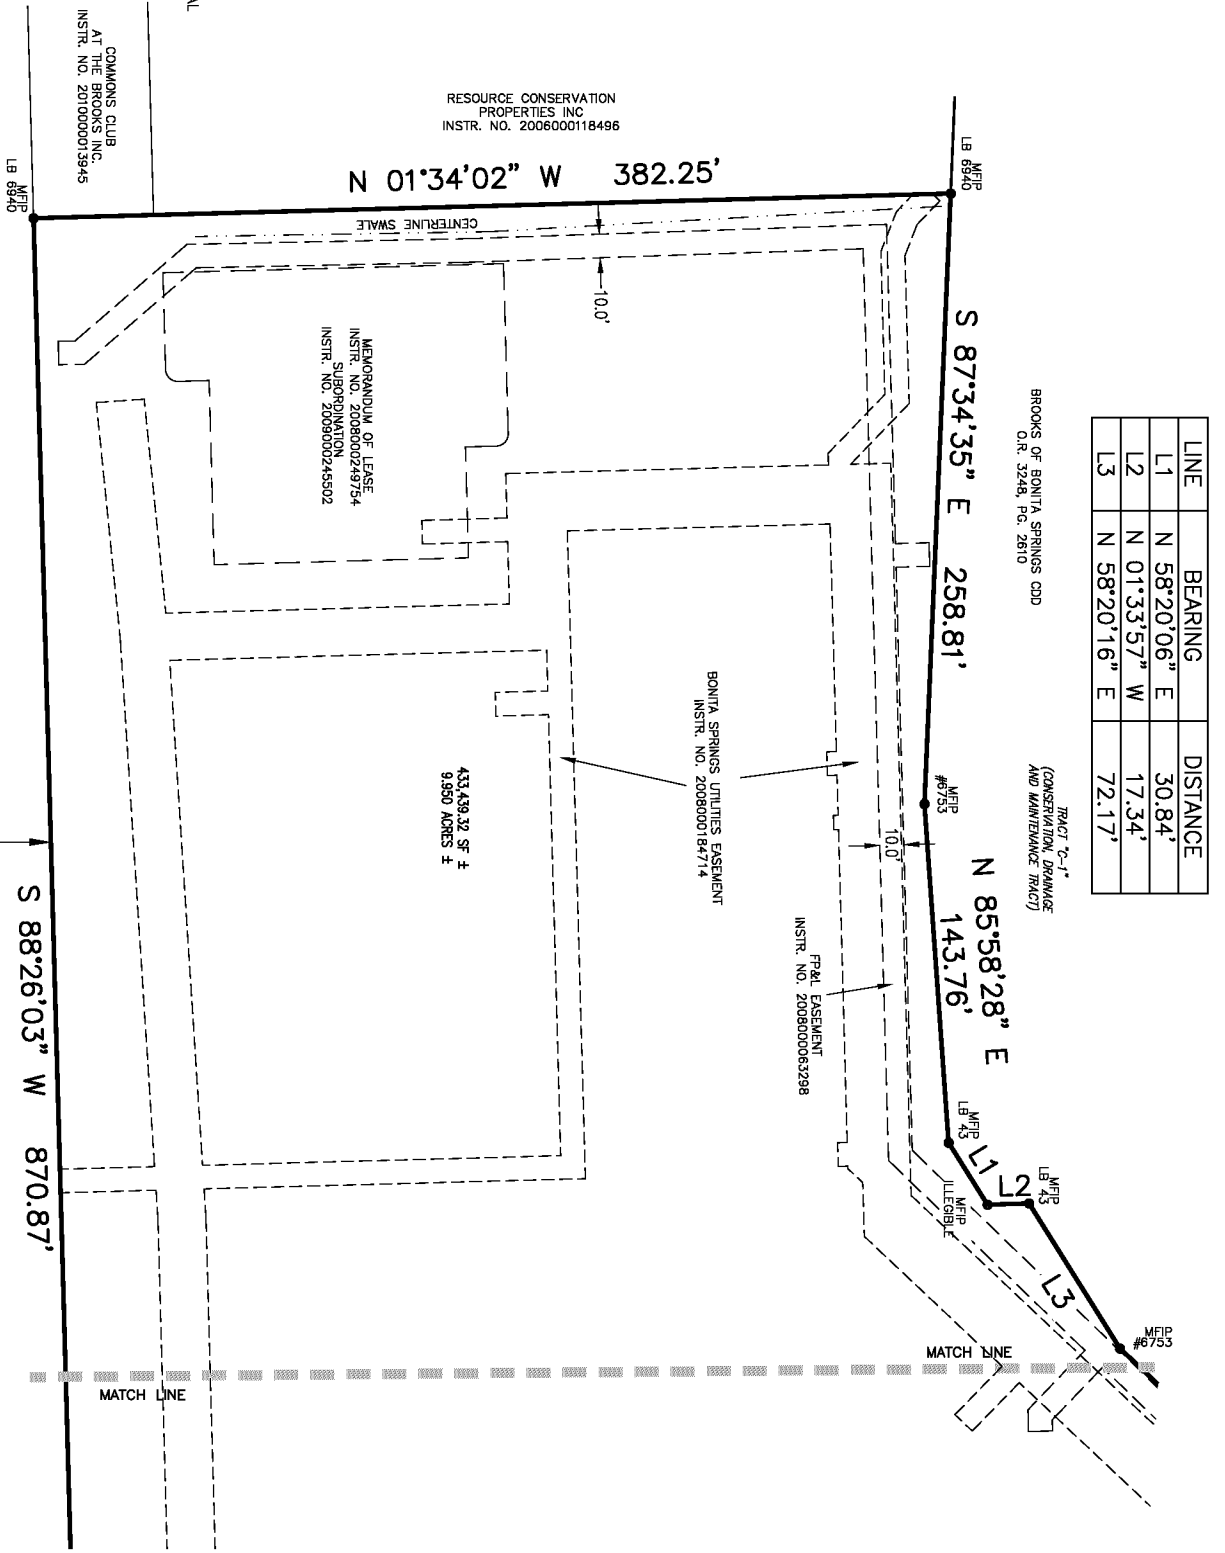 LINE BEARING DISTANCE
L1 N 58°20'06" E 30.84'
L2 N 01°33'57" W 17.34'
L3 N 58°20'16" E 72.17'
BROOKS OF BONITA SPRINGS CDD
O.R. 3248, PG. 2610
TRACT "C-1"
(CONSERVATION, DRAINAGE
AND MAINTENANCE TRACT)
RESOURCE CONSERVATION
PROPERTIES INC
INSTR. NO. 2006000118496
N 01°34'02" W 382.25'
COMMONS CLUB
AT THE BROOKS INC.
INSTR. NO. 2010000013945
MFIP
LB 6940
MFIP
LB 6940
CENTERLINE SWALE
10.0'
S 87°34'35" E 258.81'
MFIP
#6753
N 85°58'28" E
143.76'
MEMORANDUM OF LEASE
INSTR. NO. 2008000249754
SUBORDINATION
INSTR. NO. 2009000245502
BONITA SPRINGS UTILITIES EASEMENT
INSTR. NO. 2008000184714
433,439.32 SF ±
9.950 ACRES ±
10.0'
FP&L EASEMENT
INSTR. NO. 2008000063298
MFIP
LB 43
L1
L2
MFIP
LB 43
MFIP
ILLEGIBLE
L3
MFIP
#6753
MATCH LINE
MATCH LINE
S 88°26'03" W 870.87'
AL